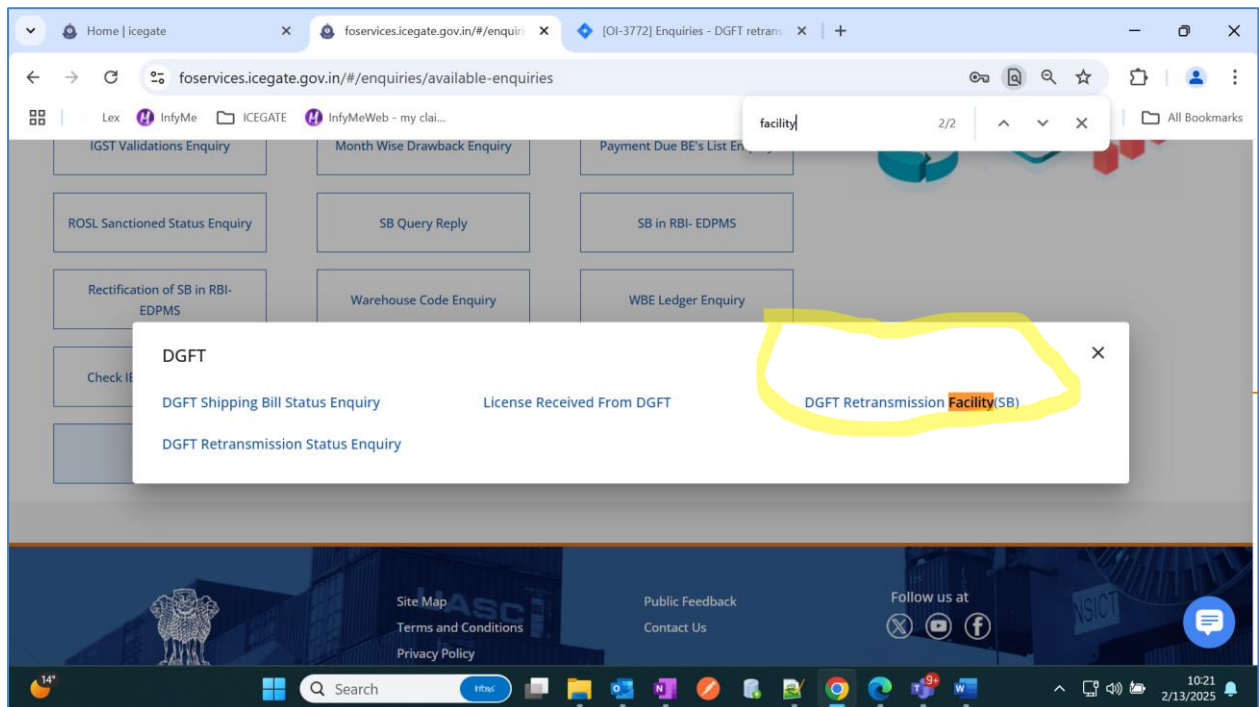 Home | icegate
foservices.icegate.gov.in/#/enquiri
[OI-3772] Enquiries - DGFT retrans
foservices.icegate.gov.in/#/enquiries/available-enquiries
Lex InfyMe ICEGATE InfyMeWeb - my clai... All Bookmarks
facility 2/2
IGST Validations Enquiry Month Wise Drawback Enquiry Payment Due BE's List En
ROSL Sanctioned Status Enquiry SB Query Reply SB in RBI- EDPMS
Rectification of SB in RBI-
EDPMS
Warehouse Code Enquiry WBE Ledger Enquiry
DGFT
Check IE
DGFT Shipping Bill Status Enquiry License Received From DGFT DGFT Retransmission Facility(SB)
DGFT Retransmission Status Enquiry
Site Map Public Feedback Follow us at
Terms and Conditions Contact Us
Privacy Policy
NSICT
14°
Search
9+
10:21
2/13/2025